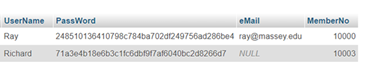 UserName PassWord eMail MemberNo
Ray 248510136410798c784ba702df249756ad286be4 ray@massey.edu 10000
Richard 71a3e4b18e6b3c1fc6dbf9f7af6040bc2d8266d7 NULL 10003